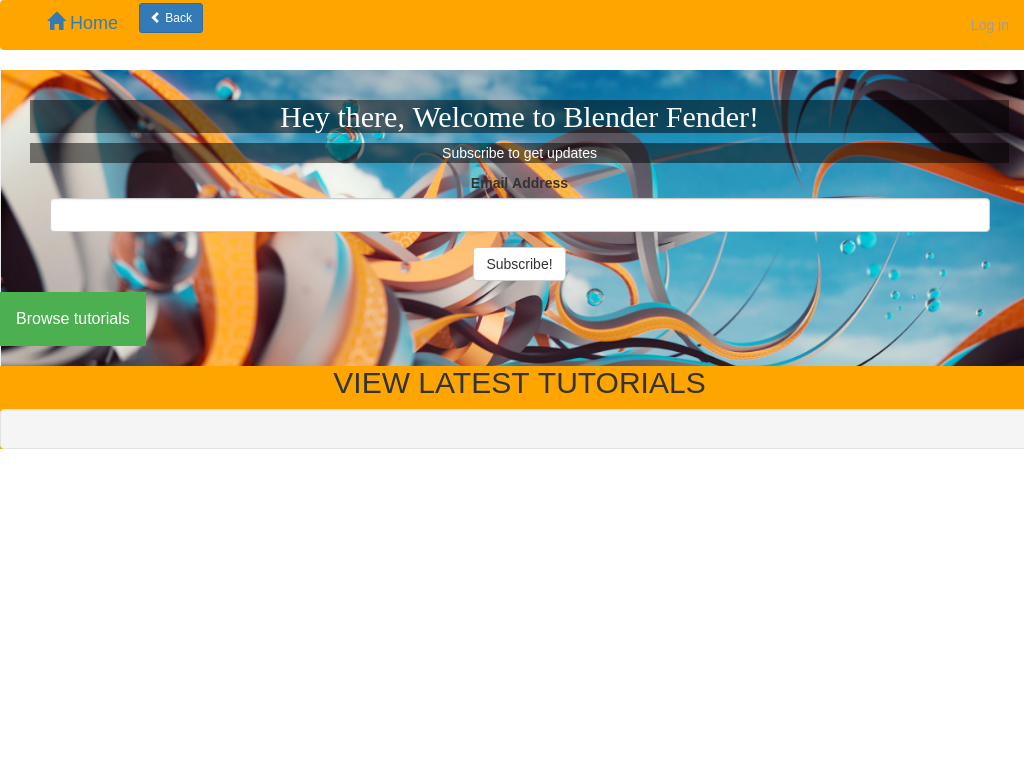 Home
Back
Log in
Hey there, Welcome to Blender Fender!
Subscribe to get updates
Email Address
Subscribe!
Browse tutorials
VIEW LATEST TUTORIALS